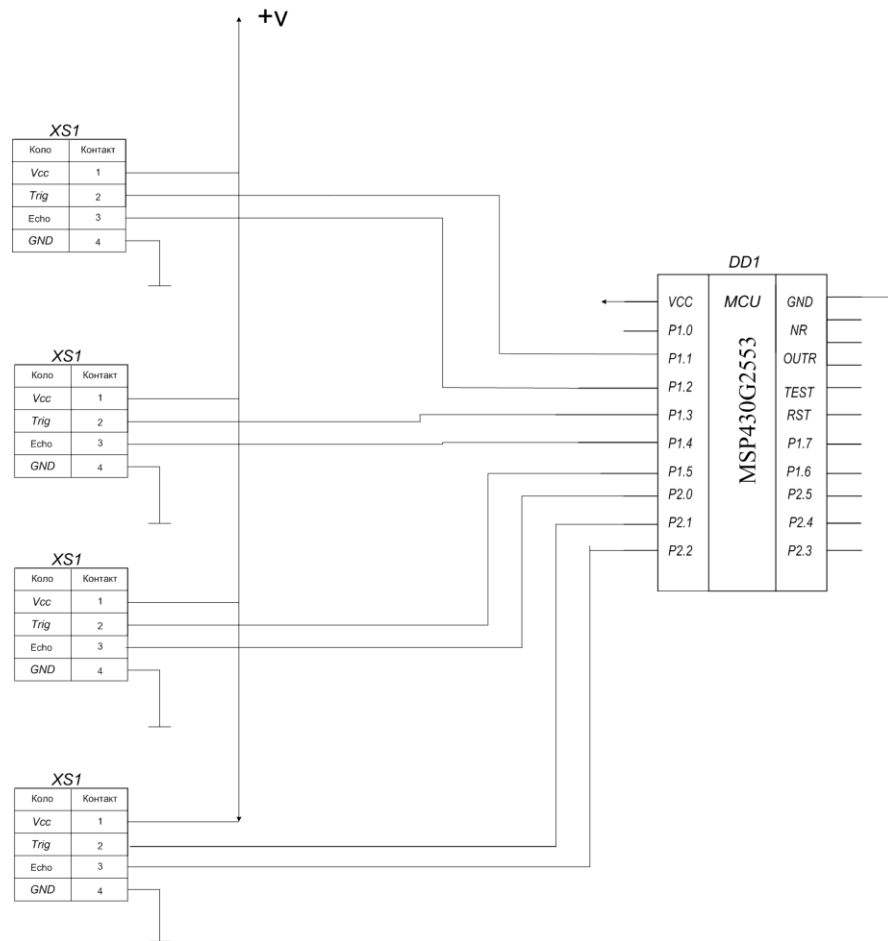 +V
XS1
Коло Контакт
Vcc 1
Trig 2
Echo 3
GND 4
XS1
Коло Контакт
Vcc 1
Trig 2
Echo 3
GND 4
XS1
Коло Контакт
Vcc 1
Trig 2
Echo 3
GND 4
XS1
Коло Контакт
Vcc 1
Trig 2
Echo 3
GND 4
DD1
VCC MCU GND
P1.0 NR
P1.1 OUTR
P1.2 TEST
P1.3 RST
P1.4 P1.7
P1.5 P1.6
P2.0 P2.5
P2.1 P2.4
P2.2 P2.3
MSP430G2553